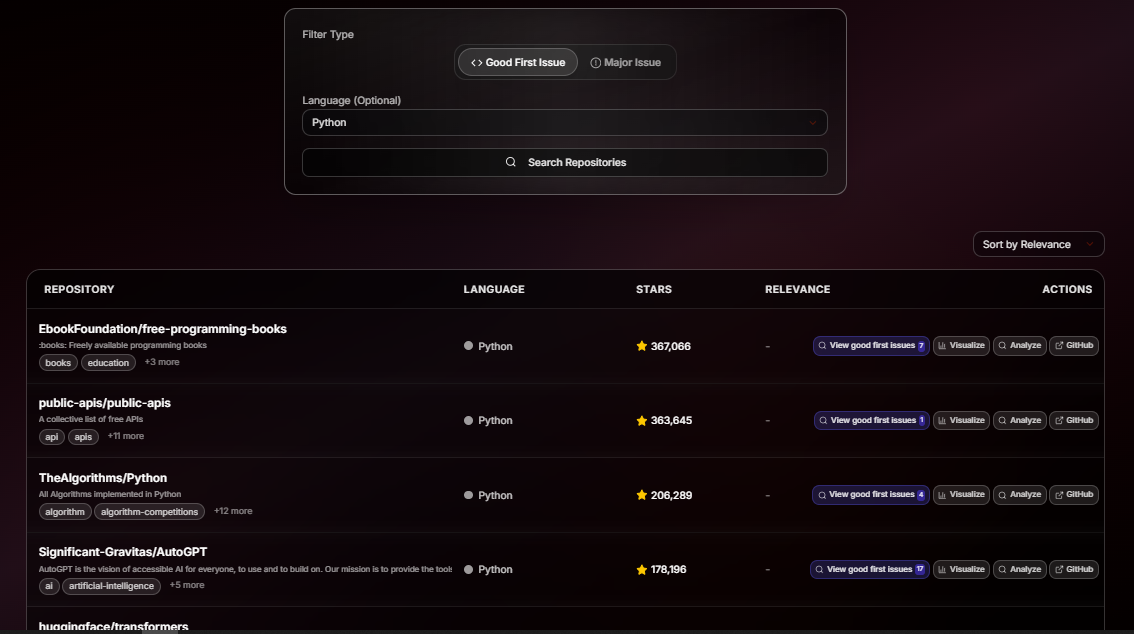 Filter Type
Good First Issue Major Issue
Language (Optional)
Python
Search Repositories
Sort by Relevance
REPOSITORY LANGUAGE STARS RELEVANCE ACTIONS
EbookFoundation/free-programming-books
:books: Freely available programming books
books education +3 more
Python 367,066 - View good first issues 7 Visualize Analyze GitHub
public-apis/public-apis
A collective list of free APIs
api apis +11 more
Python 363,645 - View good first issues 1 Visualize Analyze GitHub
TheAlgorithms/Python
All Algorithms implemented in Python
algorithm algorithm-competitions +12 more
Python 206,289 - View good first issues 4 Visualize Analyze GitHub
Significant-Gravitas/AutoGPT
AutoGPT is the vision of accessible AI for everyone, to use and to build on. Our mission is to provide the tools
ai artificial-intelligence +5 more
Python 178,196 - View good first issues 17 Visualize Analyze GitHub
huggingface/transformers